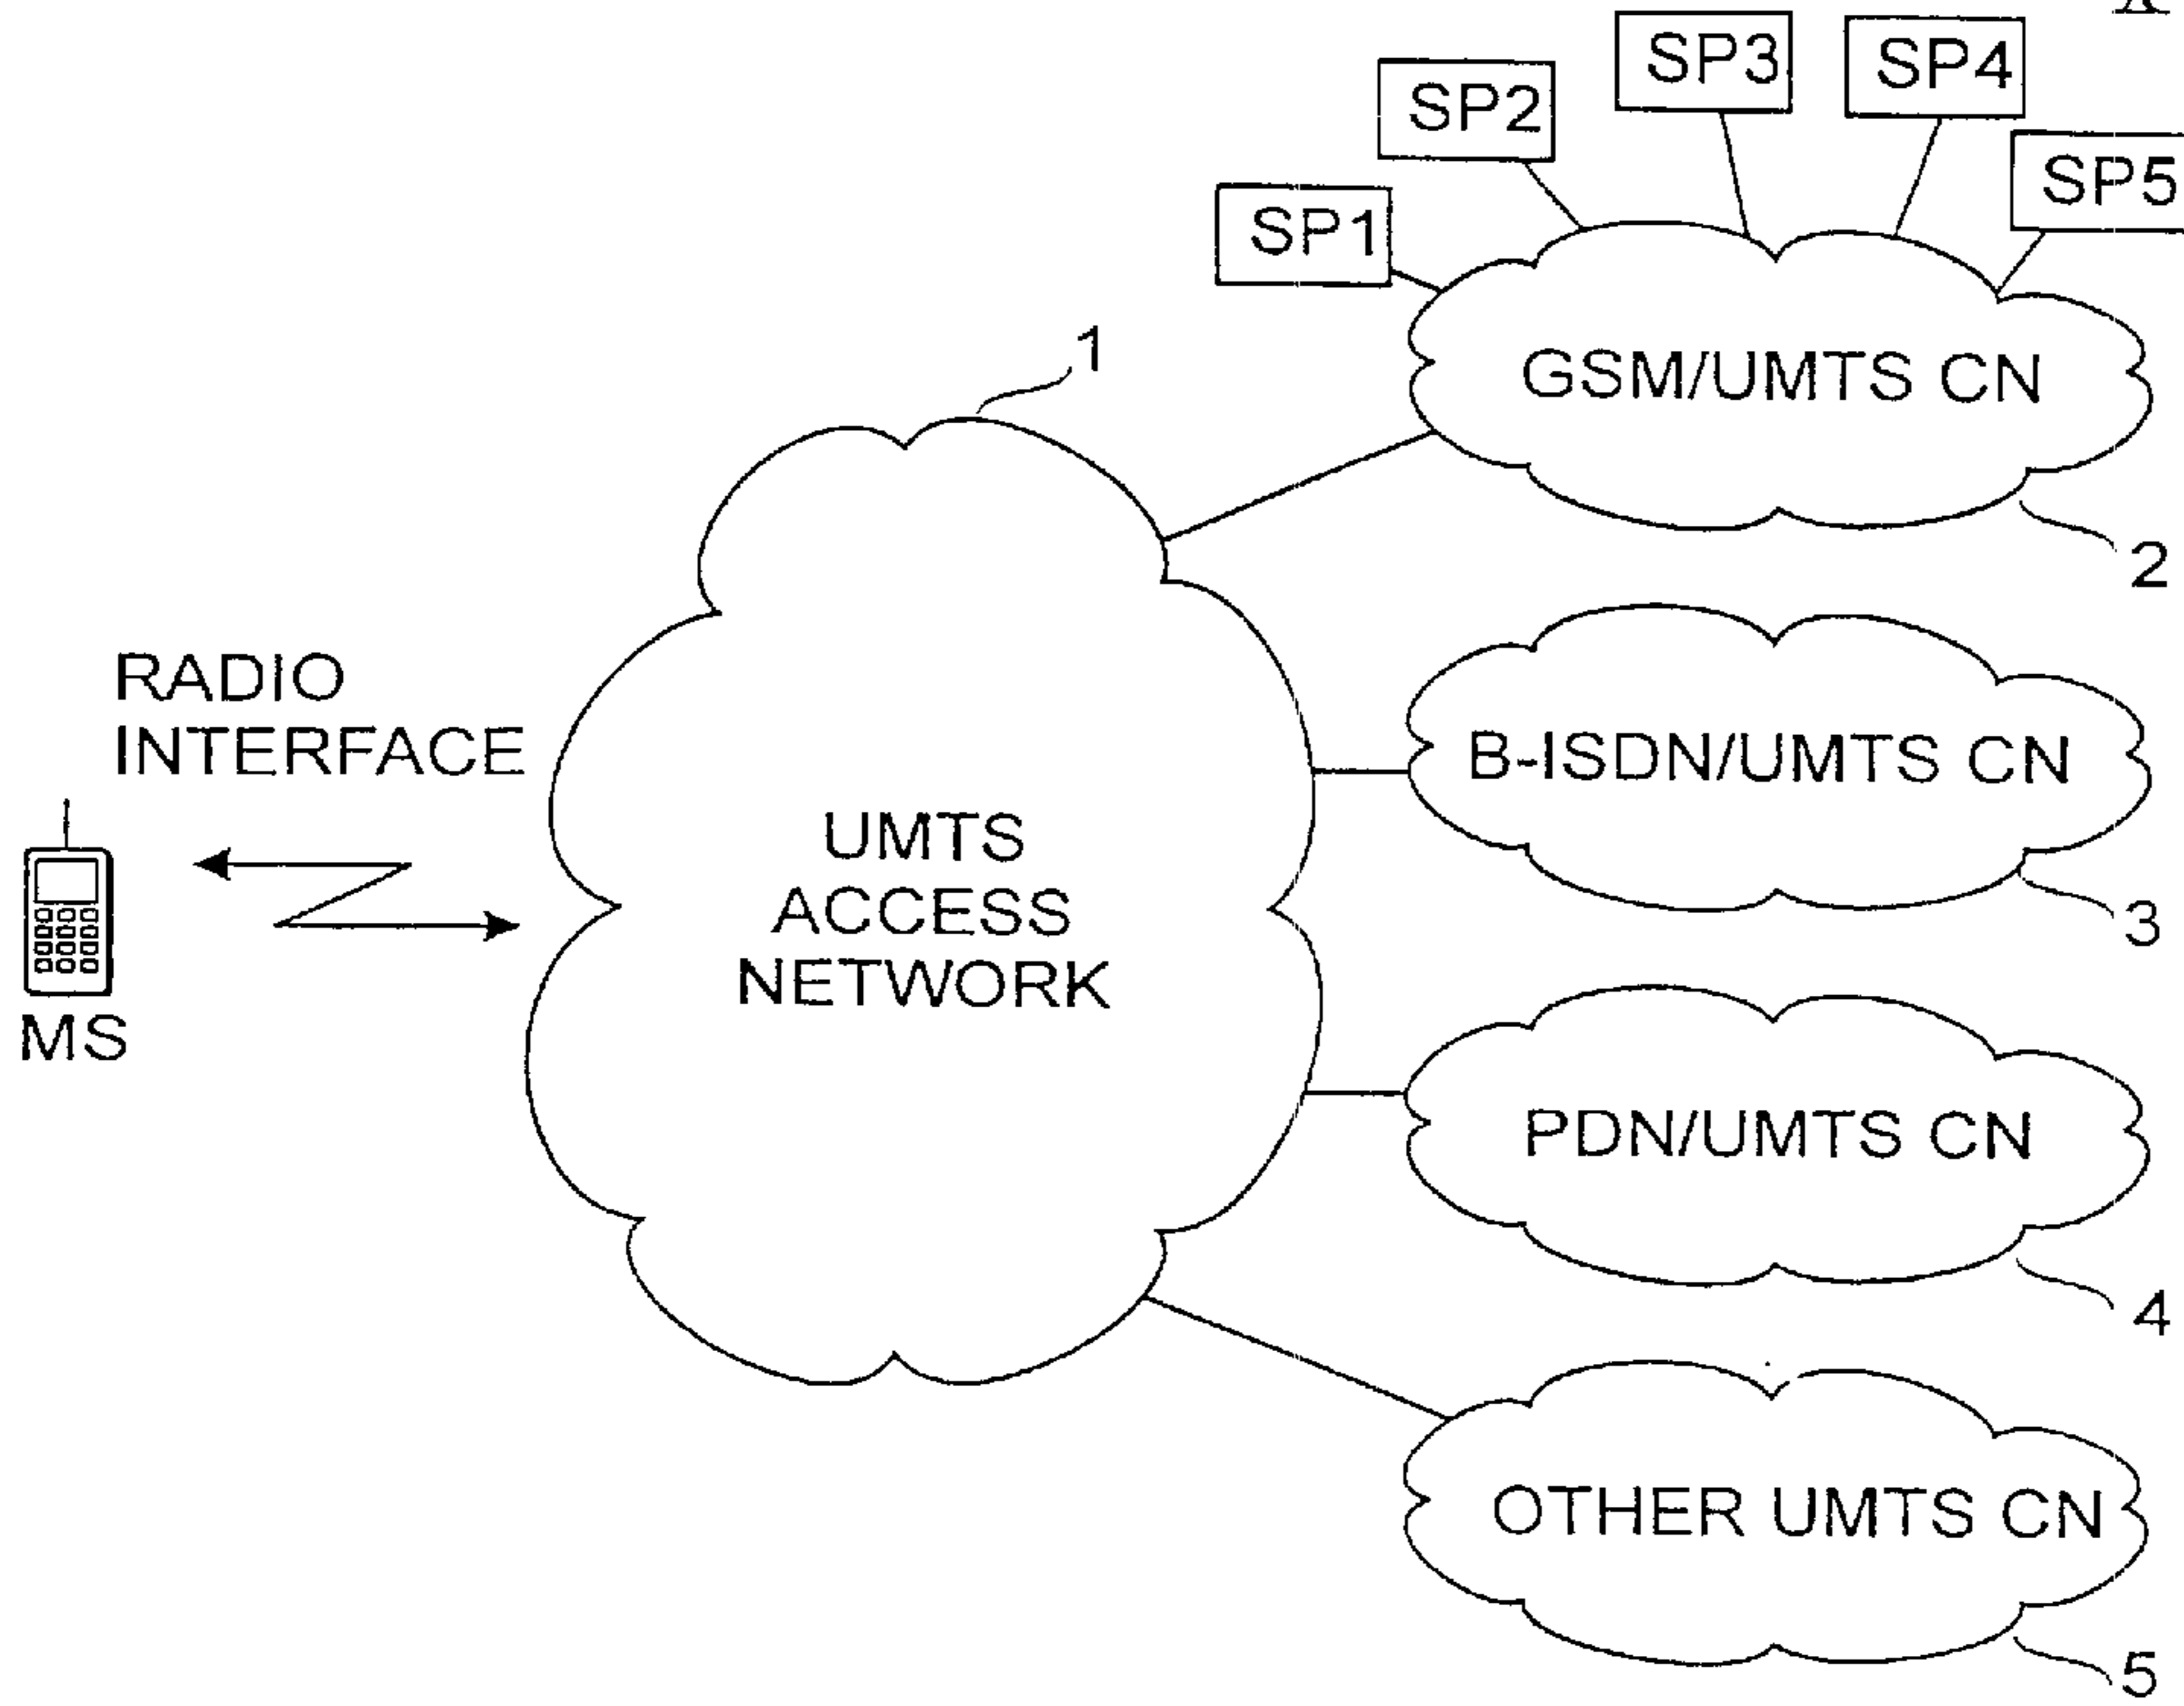 SP3
SP4
SP2
SP5
SP1
1
GSM/UMTS CN
2
RADIO
INTERFACE
B-ISDN/UMTS CN
UMTS
ACCESS
NETWORK
3
MS
PDN/UMTS CN
4
OTHER UMTS CN
5